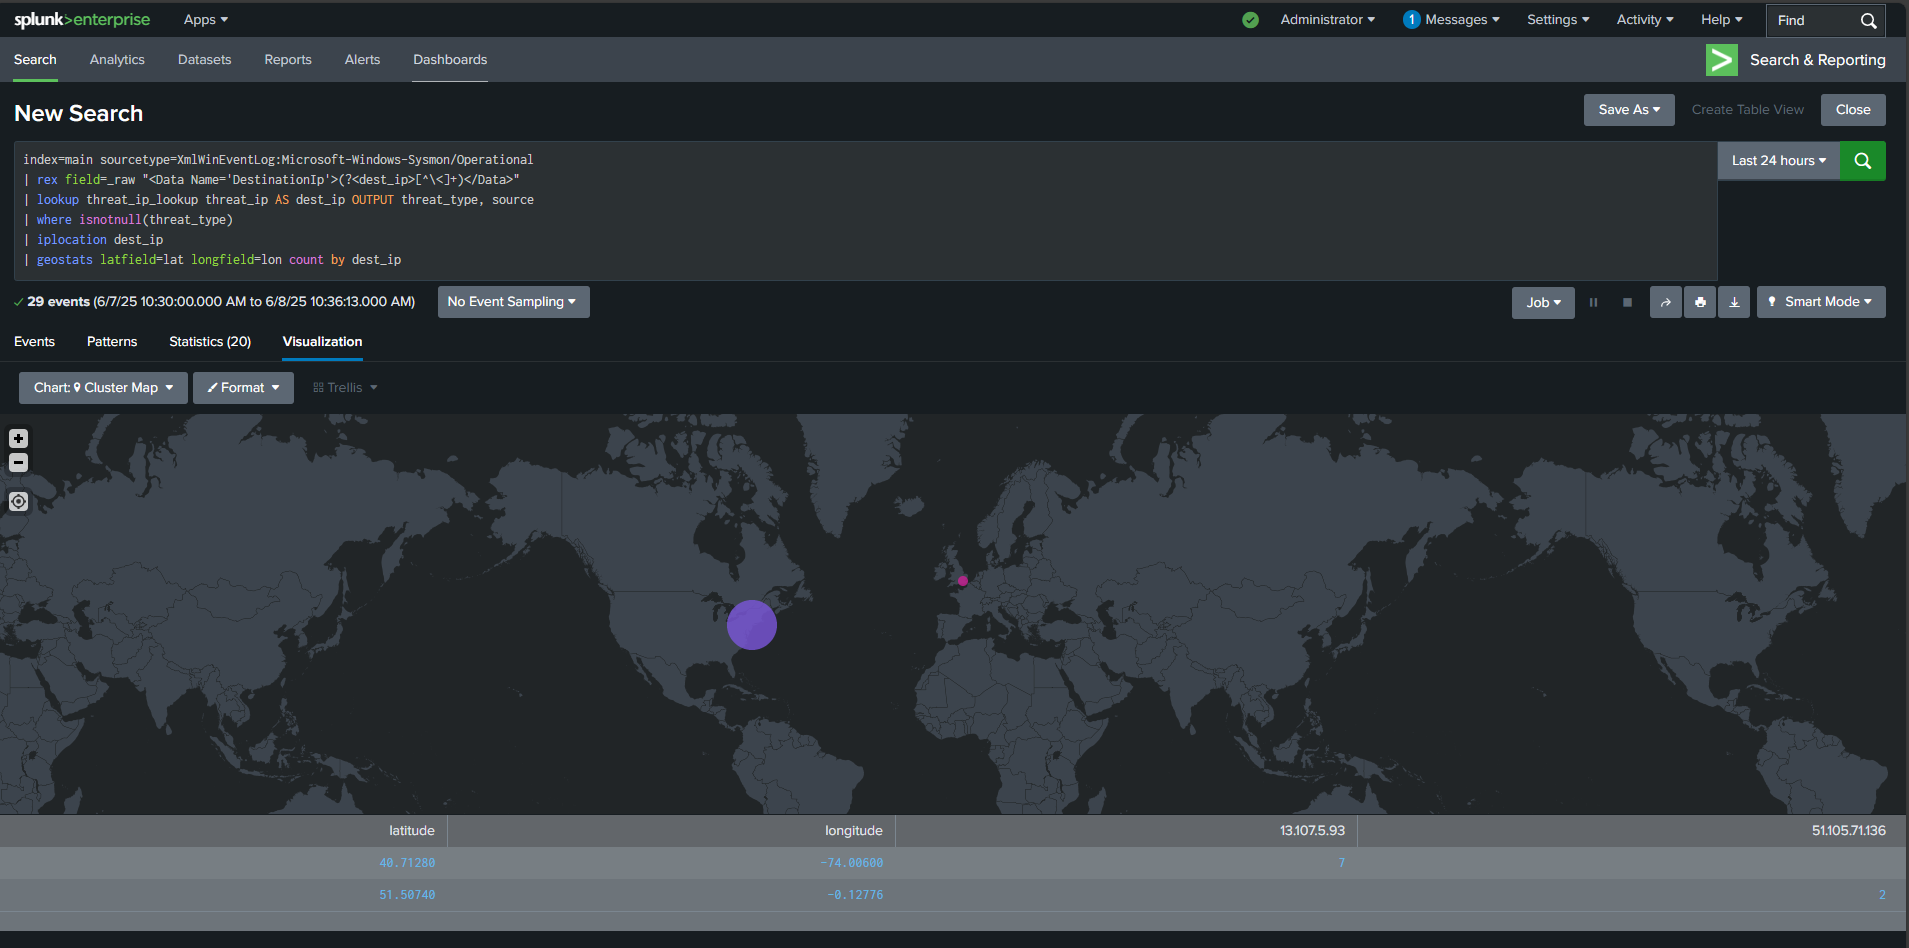 splunk>enterprise Apps Administrator 1 Messages Settings Activity Help Find
Search Analytics Datasets Reports Alerts Dashboards Search & Reporting
New Search Save As Create Table View Close
index=main sourcetype=XmlWinEventLog:Microsoft-Windows-Sysmon/Operational
| rex field=_raw "<Data Name='DestinationIp'>(?<dest_ip>[^\<]+)</Data>"
| lookup threat_ip_lookup threat_ip AS dest_ip OUTPUT threat_type, source
| where isnotnull(threat_type)
| iplocation dest_ip
| geostats latfield=lat longfield=lon count by dest_ip
Last 24 hours
29 events (6/7/25 10:30:00.000 AM to 6/8/25 10:36:13.000 AM) No Event Sampling Job Smart Mode
Events Patterns Statistics (20) Visualization
Chart: Cluster Map Format Trellis
+
−
latitude longitude 13.107.5.93 51.105.71.136
40.71280 -74.00600 7
51.50740 -0.12776 2